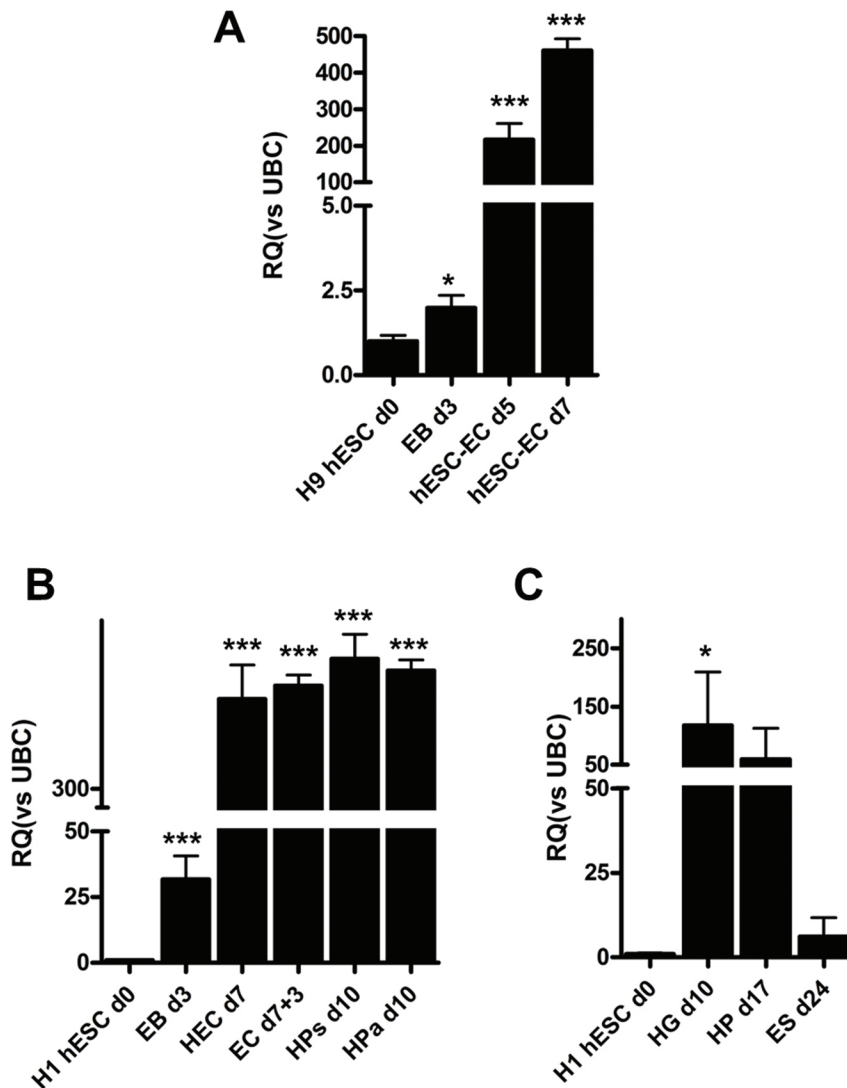 A
RQ(vs UBC)
500
400
300
200
100
5.0
2.5
0.0
*
***
***
H9 hESC d0
EB d3
hESC-EC d5
hESC-EC d7
B
RQ(vs UBC)
300
50
25
0
***
***
***
***
***
H1 hESC d0
EB d3
HEC d7
EC d7+3
HPs d10
HPa d10
C
RQ(vs UBC)
250
150
50
50
25
0
*
H1 hESC d0
HG d10
HP d17
ES d24